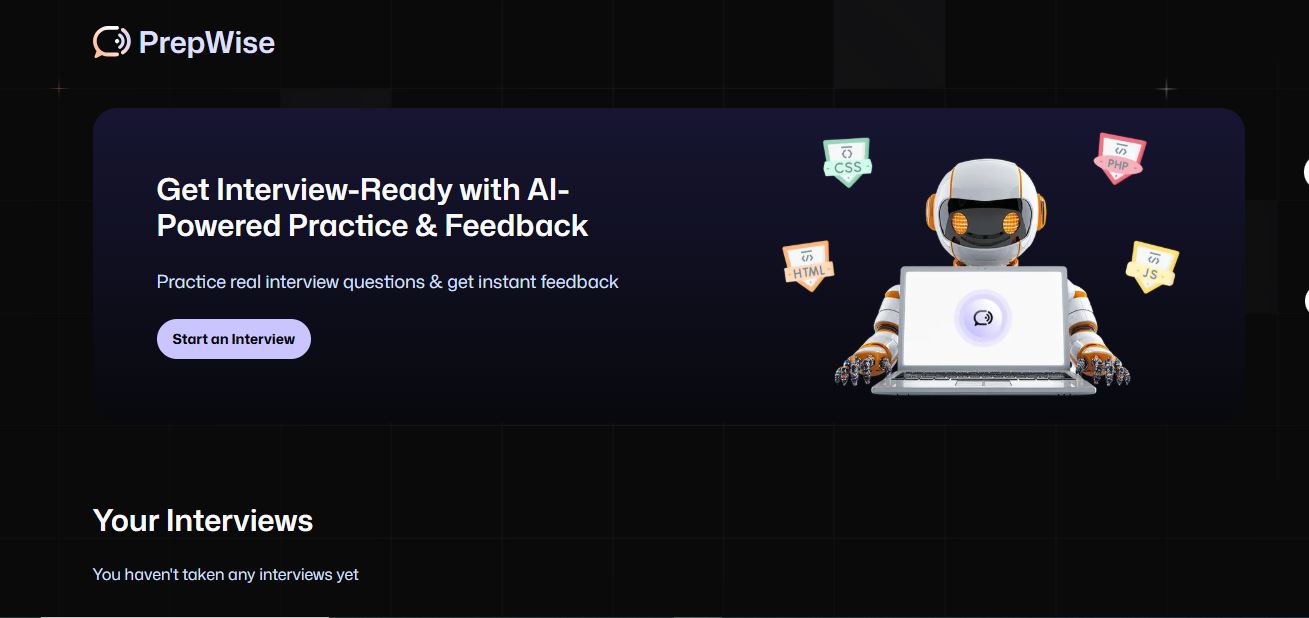 PrepWise
Get Interview-Ready with AI-
Powered Practice & Feedback
Practice real interview questions & get instant feedback
Start an Interview
CSS
PHP
HTML
JS
Your Interviews
You haven't taken any interviews yet